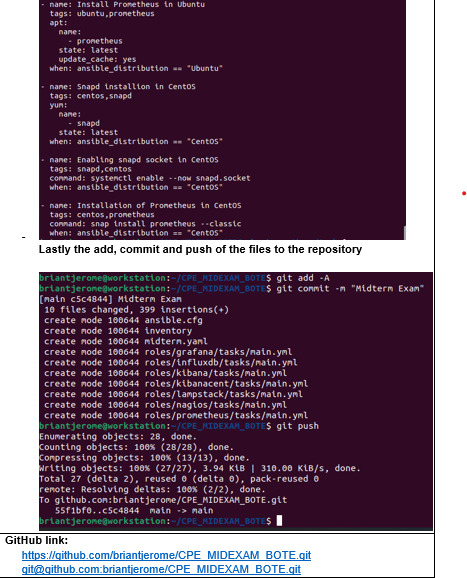 - name: Install Prometheus in Ubuntu
tags: ubuntu,prometheus
apt:
name:
- prometheus
state: latest
update_cache: yes
when: ansible_distribution == "Ubuntu"
- name: Snapd installion in CentOS
tags: centos,snapd
yum:
name:
- snapd
state: latest
when: ansible_distribution == "CentOS"
- name: Enabling snapd socket in CentOS
tags: snapd,centos
command: systemctl enable --now snapd.socket
when: ansible_distribution == "CentOS"
- name: Installation of Prometheus in CentOS
tags: centos,prometheus
command: snap install prometheus --classic
when: ansible_distribution == "CentOS"
-
Lastly the add, commit and push of the files to the repository
briantjerome@workstation:~/CPE_MIDEXAM_BOTE$ git add -A
briantjerome@workstation:~/CPE_MIDEXAM_BOTE$ git commit -m "Midterm Exam"
[main c5c4844] Midterm Exam
10 files changed, 399 insertions(+)
create mode 100644 ansible.cfg
create mode 100644 inventory
create mode 100644 midterm.yaml
create mode 100644 roles/grafana/tasks/main.yml
create mode 100644 roles/influxdb/tasks/main.yml
create mode 100644 roles/kibana/tasks/main.yml
create mode 100644 roles/kibanacent/tasks/main.yml
create mode 100644 roles/lampstack/tasks/main.yml
create mode 100644 roles/nagios/tasks/main.yml
create mode 100644 roles/prometheus/tasks/main.yml
briantjerome@workstation:~/CPE_MIDEXAM_BOTE$ git push
Enumerating objects: 28, done.
Counting objects: 100% (28/28), done.
Compressing objects: 100% (13/13), done.
Writing objects: 100% (27/27), 3.94 KiB | 310.00 KiB/s, done.
Total 27 (delta 2), reused 0 (delta 0), pack-reused 0
remote: Resolving deltas: 100% (2/2), done.
To github.com:briantjerome/CPE_MIDEXAM_BOTE.git
55f1bf0..c5c4844 main -> main
briantjerome@workstation:~/CPE_MIDEXAM_BOTE$
GitHub link:
https://github.com/briantjerome/CPE_MIDEXAM_BOTE.git
git@github.com:briantjerome/CPE_MIDEXAM_BOTE.git